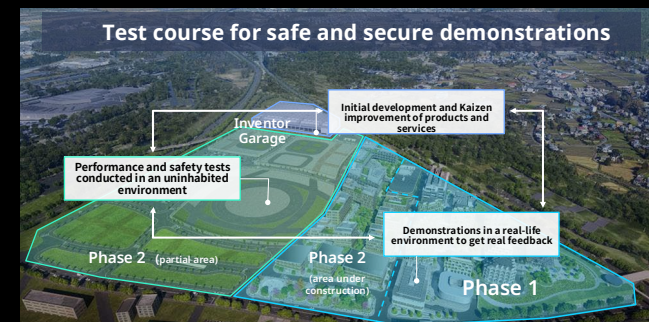 Test course for safe and secure demonstrations
Initial development and Kaizen
improvement of products and
services
Inventor
Garage
Performance and safety tests
conducted in an uninhabited
environment
Demonstrations in a real-life
environment to get real feedback
Phase 2 (partial area)
Phase 2
(area under
construction)
Phase 1